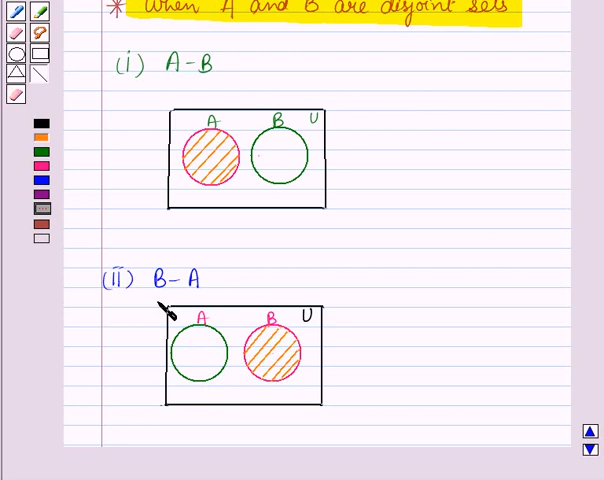 * When A and B are disjoint sets
(i) A-B
A B U
(ii) B-A
A B U